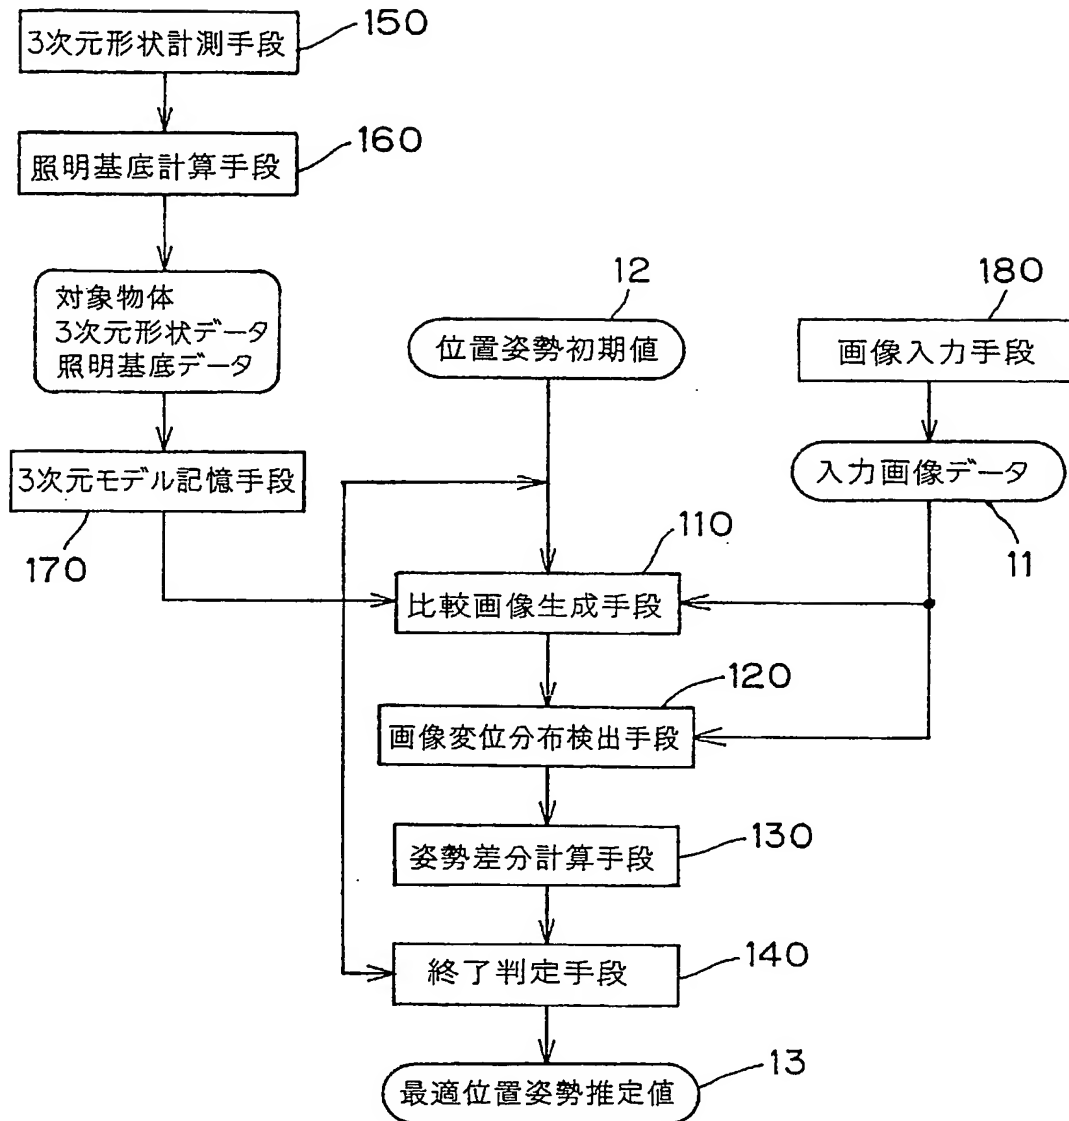 3次元形状計測手段
150
照明基底計算手段
160
対象物体
3次元形状データ
照明基底データ
12
位置姿勢初期値
180
画像入力手段
入力画像データ
11
3次元モデル記憶手段
170
110
比較画像生成手段
120
画像変位分布検出手段
姿勢差分計算手段
130
終了判定手段
140
13
最適位置姿勢推定値